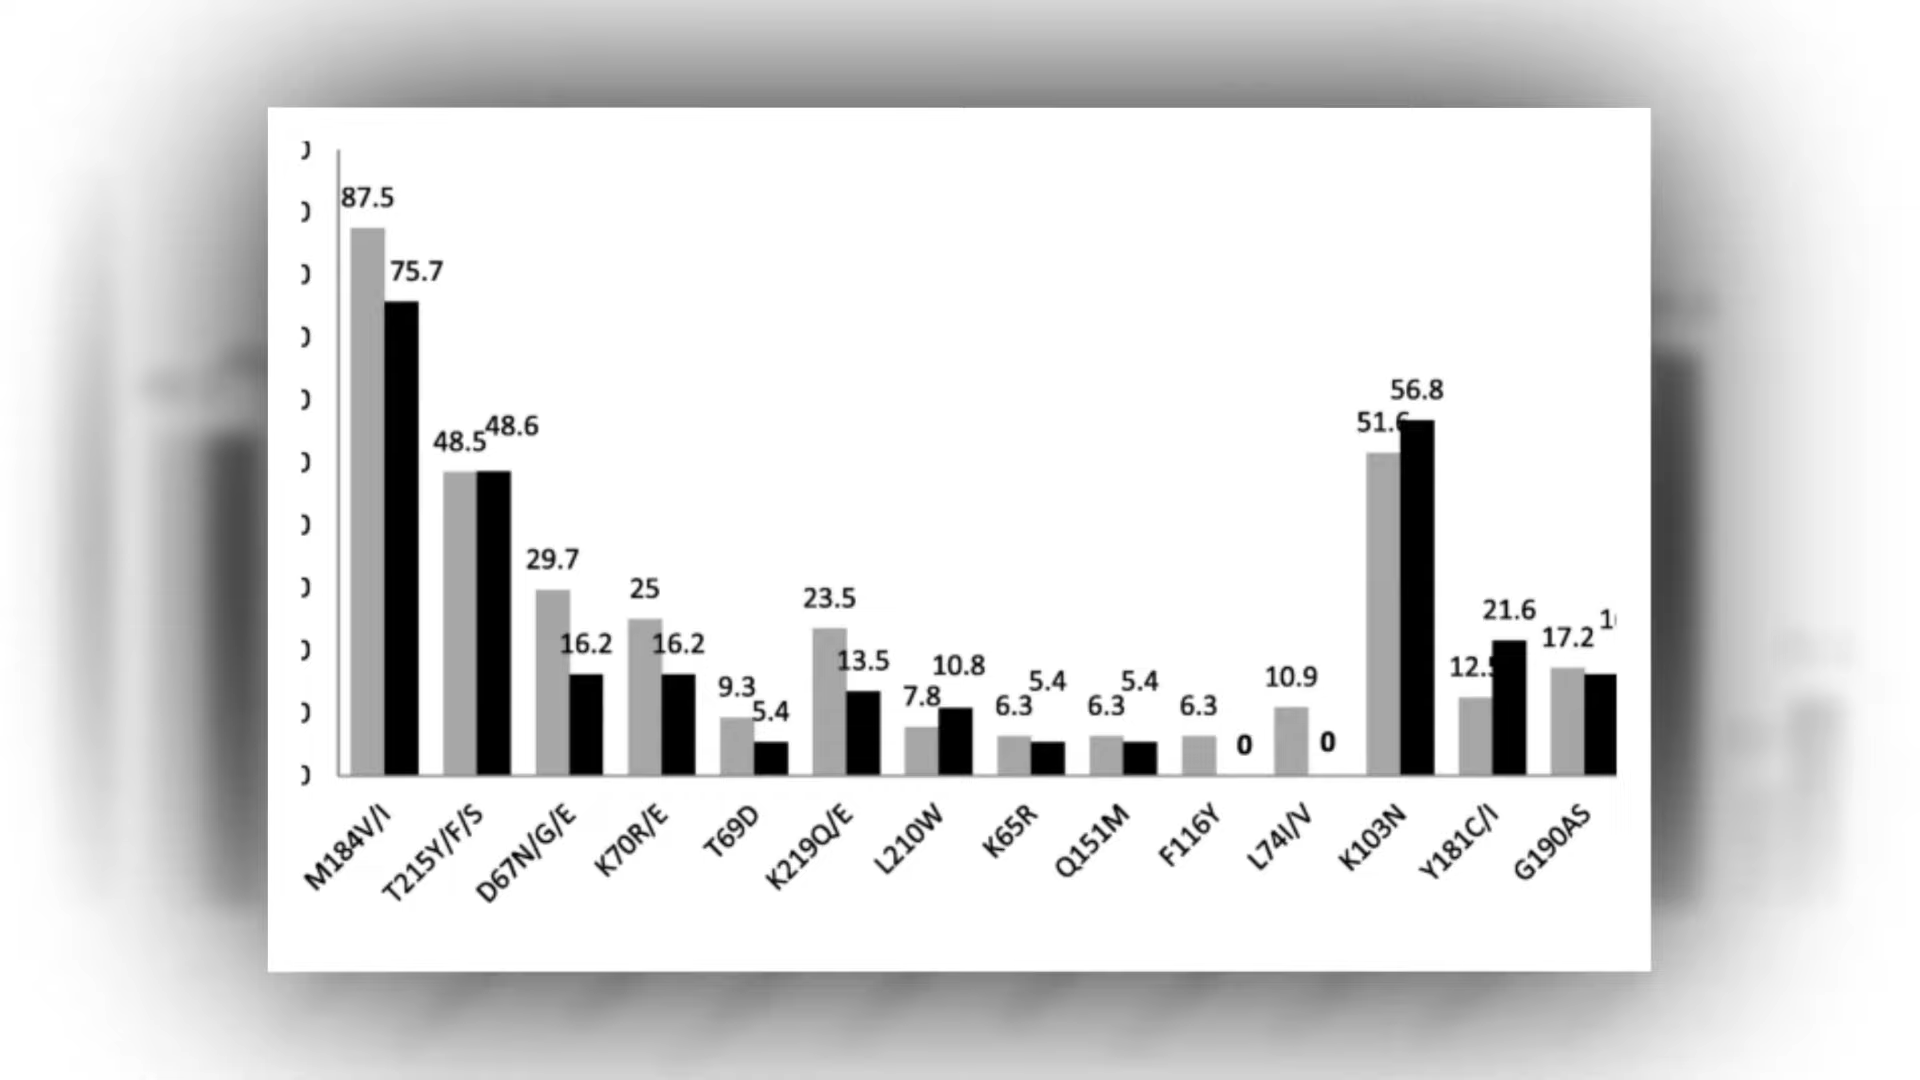 87.5
75.7
48.5
48.6
29.7
16.2
25
16.2
9.3
5.4
23.5
13.5
7.8
10.8
6.3
5.4
6.3
5.4
6.3
0
10.9
0
51.6
56.8
21.6
17.2
M184V/I
T215Y/F/S
D67N/G/E
K70R/E
T69D
K219Q/E
L210W
K65R
Q151M
F116Y
L74I/V
K103N
Y181C/I
G190AS